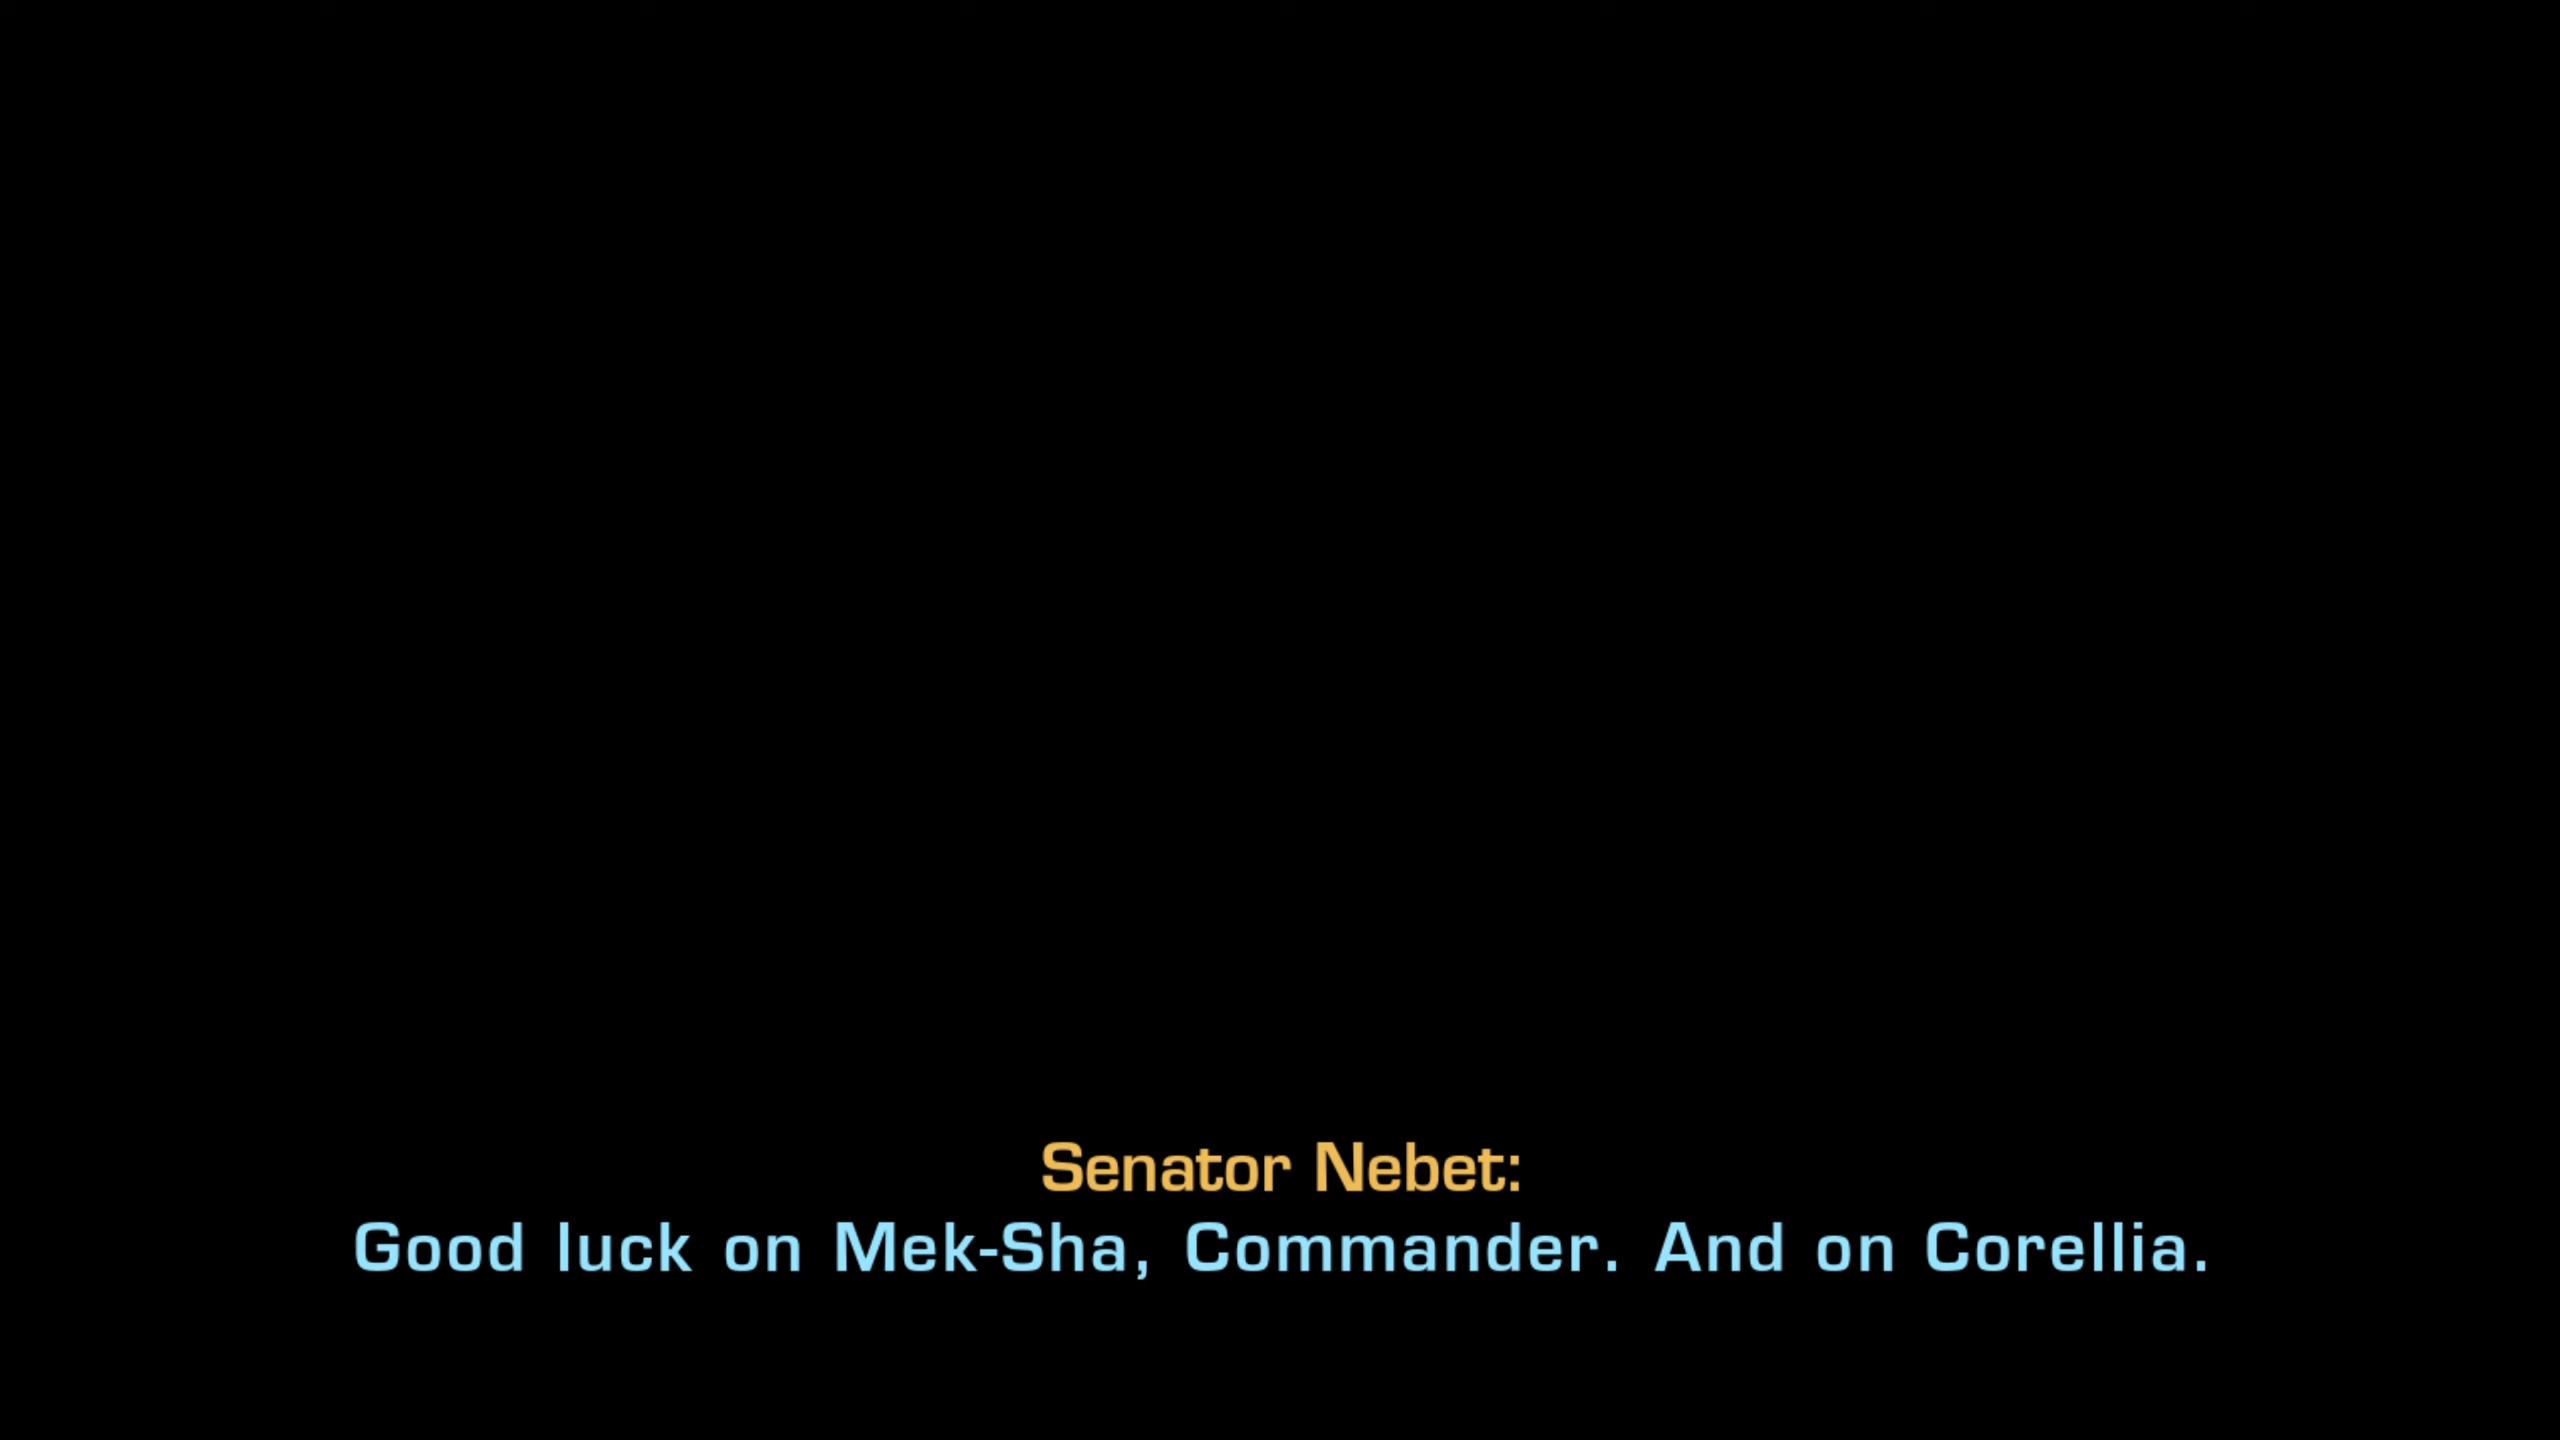 Senator Nebet:
Good luck on Mek-Sha, Commander. And on Corellia.